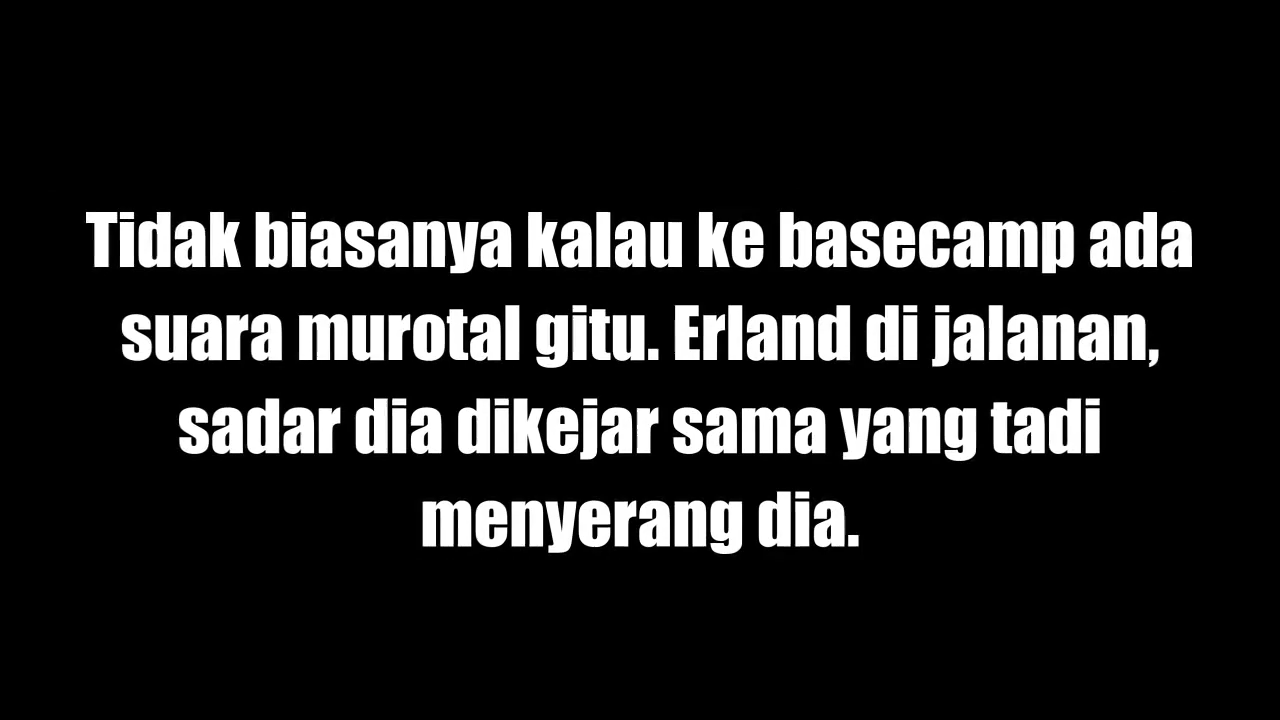 Tidak biasanya kalau ke basecamp ada
suara murotal gitu. Erland di jalanan,
sadar dia dikejar sama yang tadi
menyerang dia.